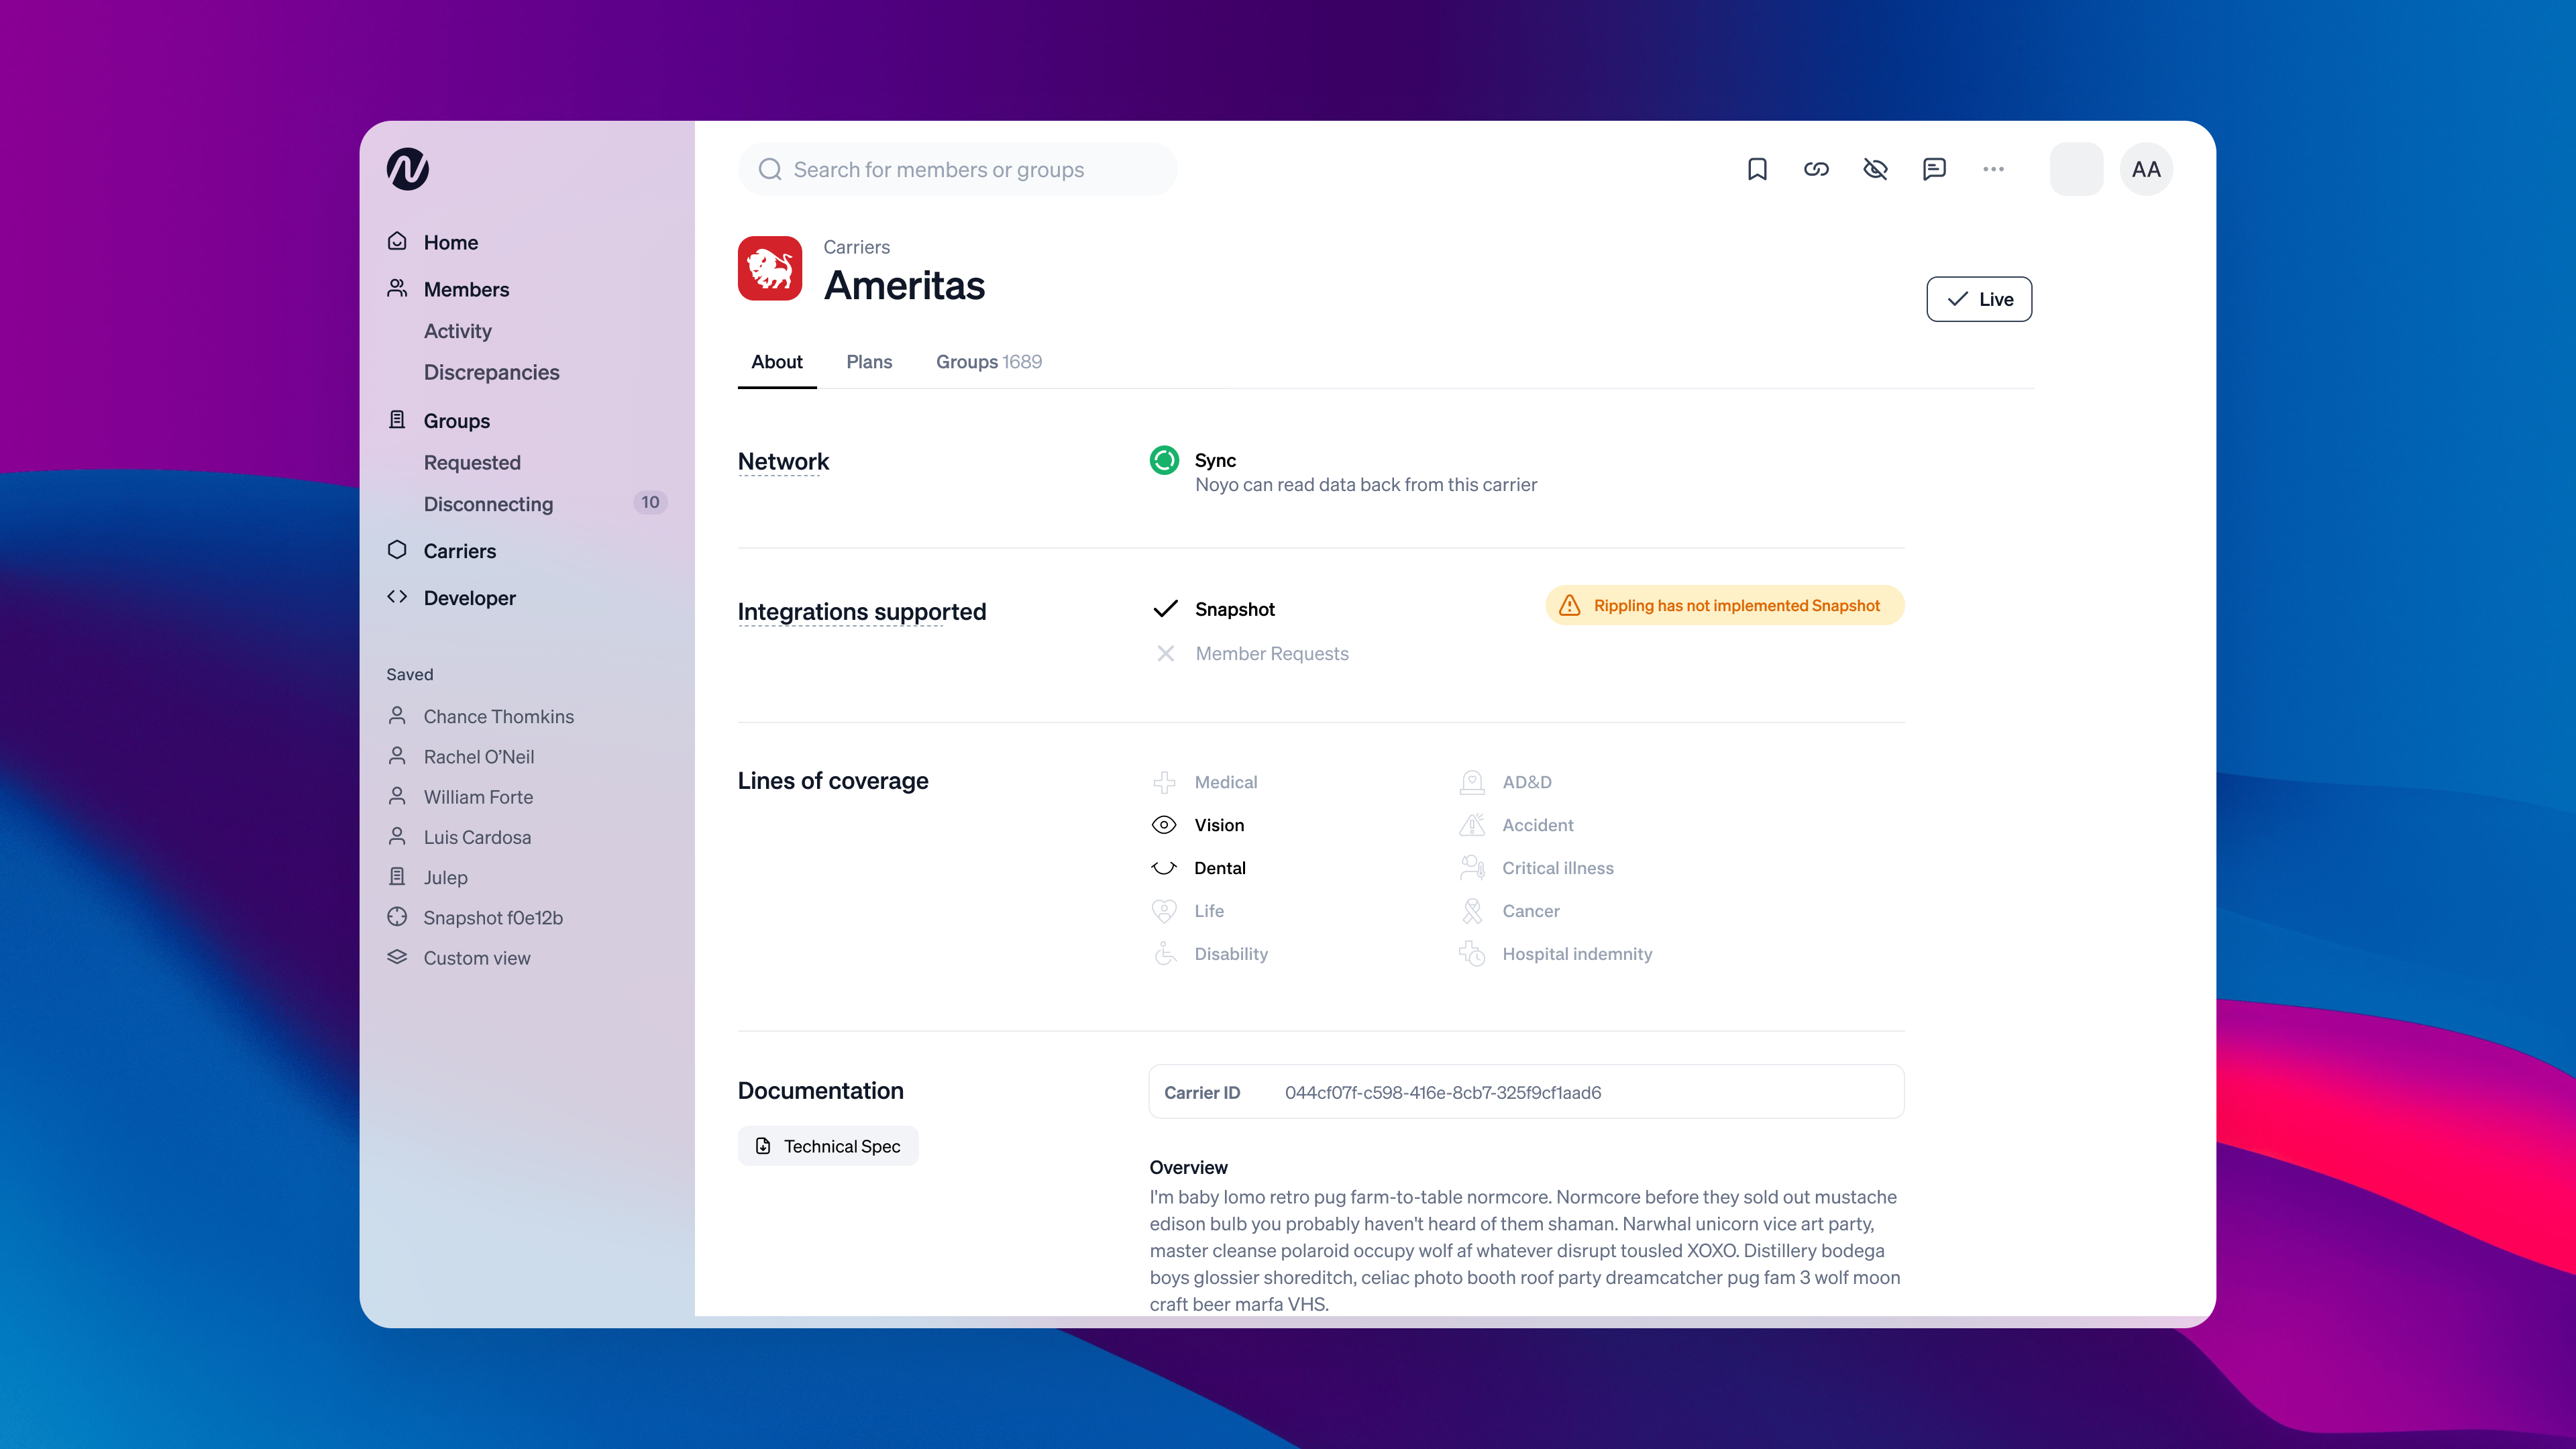 Home
Members
Activity
Discrepancies
Groups
Requested
Disconnecting 10
Carriers
Developer
Saved
Chance Thomkins
Rachel O’Neil
William Forte
Luis Cardosa
Julep
Snapshot f0e12b
Custom view
Search for members or groups
AA
Carriers
Ameritas
Live
About Plans Groups 1689
Network
Sync
Noyo can read data back from this carrier
Integrations supported
Snapshot
Rippling has not implemented Snapshot
Member Requests
Lines of coverage
Medical
Vision
Dental
Life
Disability
AD&D
Accident
Critical illness
Cancer
Hospital indemnity
Documentation
Technical Spec
Carrier ID 044cf07f-c598-416e-8cb7-325f9cf1aad6
Overview
I'm baby lomo retro pug farm-to-table normcore. Normcore before they sold out mustache
edison bulb you probably haven't heard of them shaman. Narwhal unicorn vice art party,
master cleanse polaroid occupy wolf af whatever disrupt tousled XOXO. Distillery bodega
boys glossier shoreditch, celiac photo booth roof party dreamcatcher pug fam 3 wolf moon
craft beer marfa VHS.